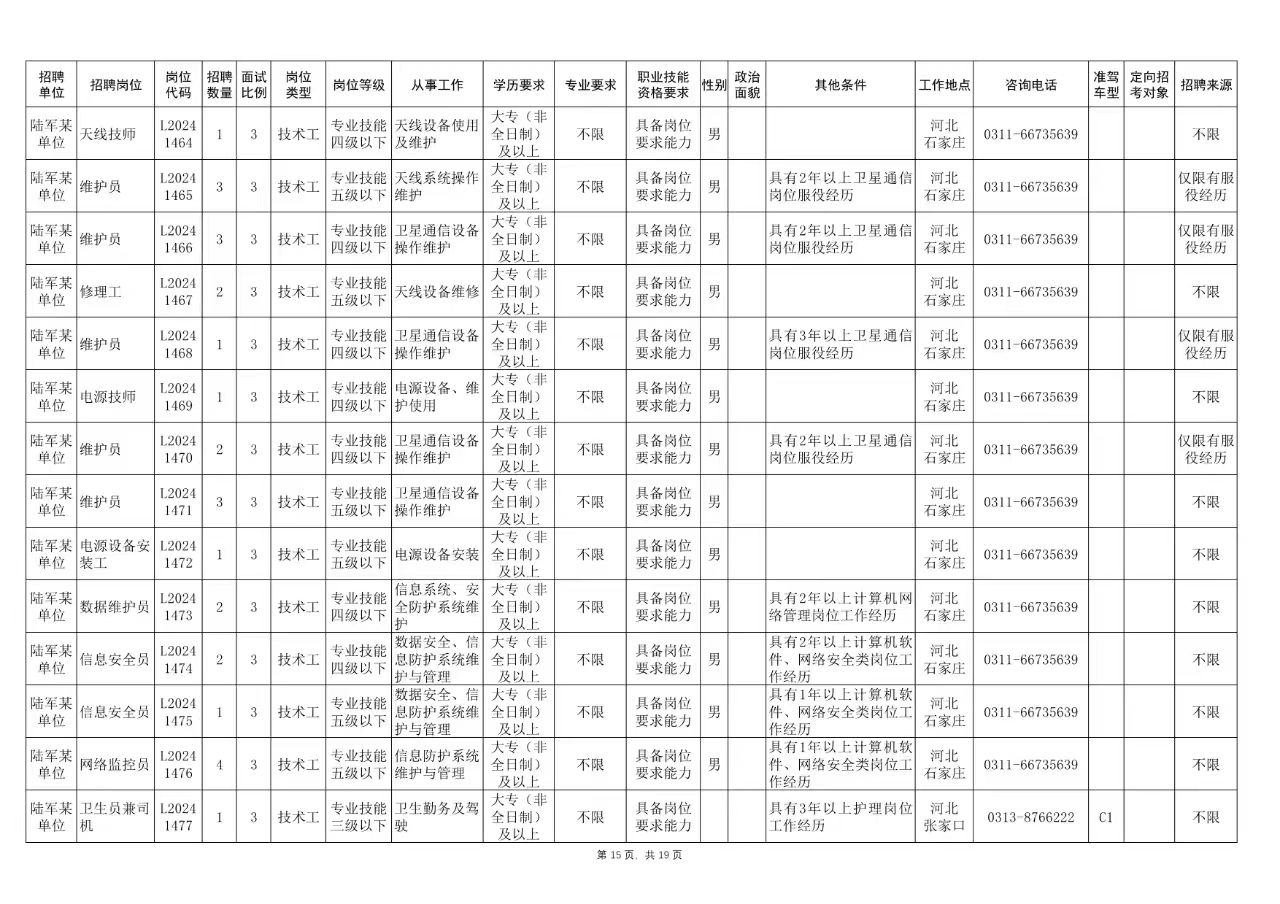 招聘单位 招聘岗位 岗位代码 招聘数量 面试比例 岗位类型 岗位等级 从事工作 学历要求 专业要求 职业技能资格要求 性别 政治面貌 其他条件 工作地点 咨询电话 准驾车型 定向招考对象 招聘来源
陆军某单位 天线技师 L20241464 1 3 技术工 专业技能四级以下 天线设备使用及维护 大专（非全日制）及以上 不限 具备岗位要求能力 男 河北石家庄 0311-66735639 不限
陆军某单位 维护员 L20241465 3 3 技术工 专业技能五级以下 天线系统操作维护 大专（非全日制）及以上 不限 具备岗位要求能力 男 具有2年以上卫星通信岗位服役经历 河北石家庄 0311-66735639 仅限有服役经历
陆军某单位 维护员 L20241466 3 3 技术工 专业技能四级以下 卫星通信设备操作维护 大专（非全日制）及以上 不限 具备岗位要求能力 男 具有2年以上卫星通信岗位服役经历 河北石家庄 0311-66735639 仅限有服役经历
陆军某单位 修理工 L20241467 2 3 技术工 专业技能五级以下 天线设备维修 大专（非全日制）及以上 不限 具备岗位要求能力 男 河北石家庄 0311-66735639 不限
陆军某单位 维护员 L20241468 1 3 技术工 专业技能四级以下 卫星通信设备操作维护 大专（非全日制）及以上 不限 具备岗位要求能力 男 具有3年以上卫星通信岗位服役经历 河北石家庄 0311-66735639 仅限有服役经历
陆军某单位 电源技师 L20241469 1 3 技术工 专业技能四级以下 电源设备、维护使用 大专（非全日制）及以上 不限 具备岗位要求能力 男 河北石家庄 0311-66735639 不限
陆军某单位 维护员 L20241470 2 3 技术工 专业技能四级以下 卫星通信设备操作维护 大专（非全日制）及以上 不限 具备岗位要求能力 男 具有2年以上卫星通信岗位服役经历 河北石家庄 0311-66735639 仅限有服役经历
陆军某单位 维护员 L20241471 3 3 技术工 专业技能五级以下 卫星通信设备操作维护 大专（非全日制）及以上 不限 具备岗位要求能力 男 河北石家庄 0311-66735639 不限
陆军某单位 电源设备安装工 L20241472 1 3 技术工 专业技能五级以下 电源设备安装 大专（非全日制）及以上 不限 具备岗位要求能力 男 河北石家庄 0311-66735639 不限
陆军某单位 数据维护员 L20241473 2 3 技术工 专业技能四级以下 信息系统、安全防护系统维护 大专（非全日制）及以上 不限 具备岗位要求能力 男 具有2年以上计算机网络管理岗位工作经历 河北石家庄 0311-66735639 不限
陆军某单位 信息安全员 L20241474 2 3 技术工 专业技能四级以下 数据安全、信息防护系统维护与管理 大专（非全日制）及以上 不限 具备岗位要求能力 男 具有2年以上计算机软件、网络安全类岗位工作经历 河北石家庄 0311-66735639 不限
陆军某单位 信息安全员 L20241475 1 3 技术工 专业技能五级以下 数据安全、信息防护系统维护与管理 大专（非全日制）及以上 不限 具备岗位要求能力 男 具有1年以上计算机软件、网络安全类岗位工作经历 河北石家庄 0311-66735639 不限
陆军某单位 网络监控员 L20241476 4 3 技术工 专业技能五级以下 信息防护系统维护与管理 大专（非全日制）及以上 不限 具备岗位要求能力 男 具有1年以上计算机软件、网络安全类岗位工作经历 河北石家庄 0311-66735639 不限
陆军某单位 卫生员兼司机 L20241477 1 3 技术工 专业技能三级以下 卫生勤务及驾驶 大专（非全日制）及以上 不限 具备岗位要求能力 具有3年以上护理岗位工作经历 河北张家口 0313-8766222 C1 不限
第 15 页，共 19 页